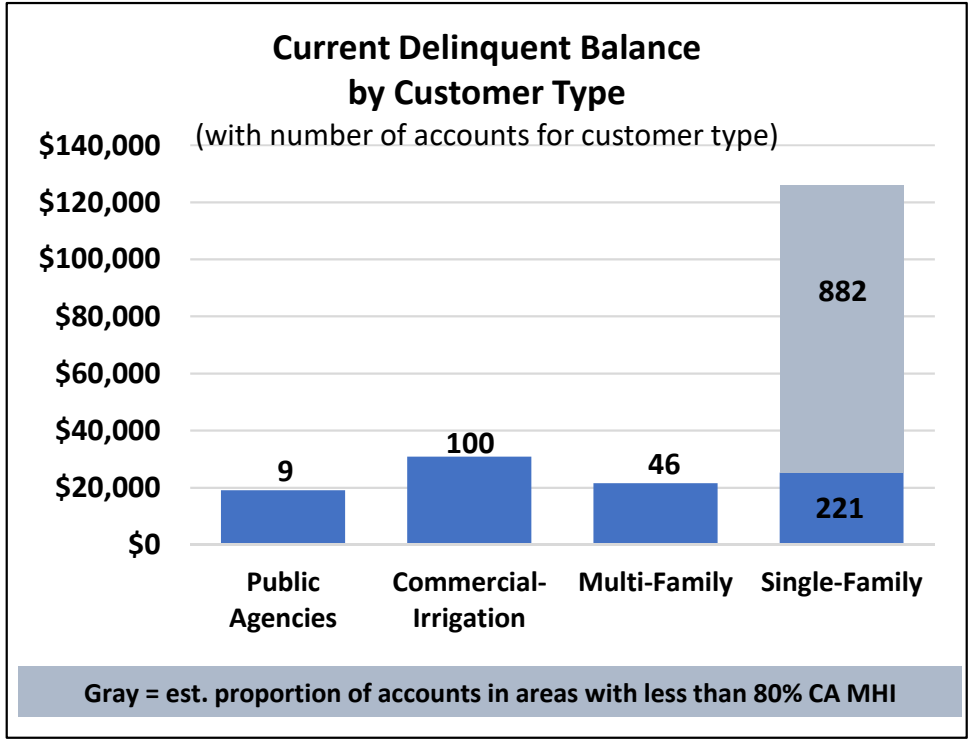 Current Delinquent Balance
by Customer Type
(with number of accounts for customer type)
$140,000
$120,000
$100,000
$80,000
$60,000
$40,000
$20,000
$0
9
100
46
882
221
Public
Agencies
Commercial-
Irrigation
Multi-Family
Single-Family
Gray = est. proportion of accounts in areas with less than 80% CA MHI